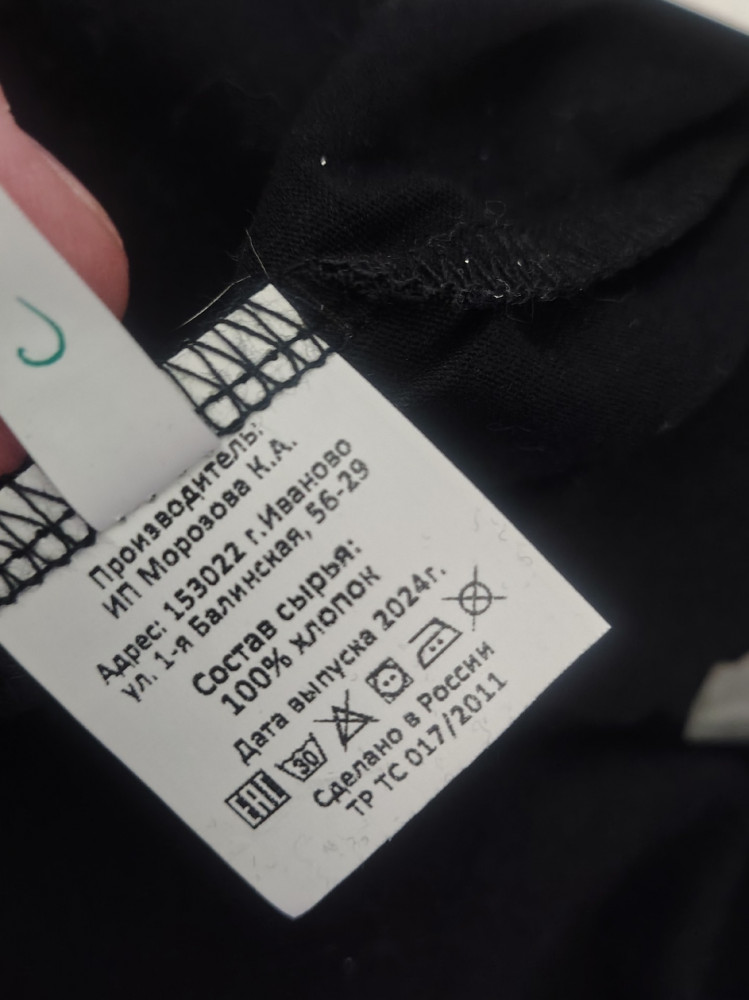 Производитель:
ИП Морозова К.А.
Адрес: 153022 г.Иваново
ул. 1-я Балинская, 56-29
Состав сырья:
100% хлопок
Дата выпуска 2024г.
EAC 30
Сделано в России
ТР ТС 017/2011